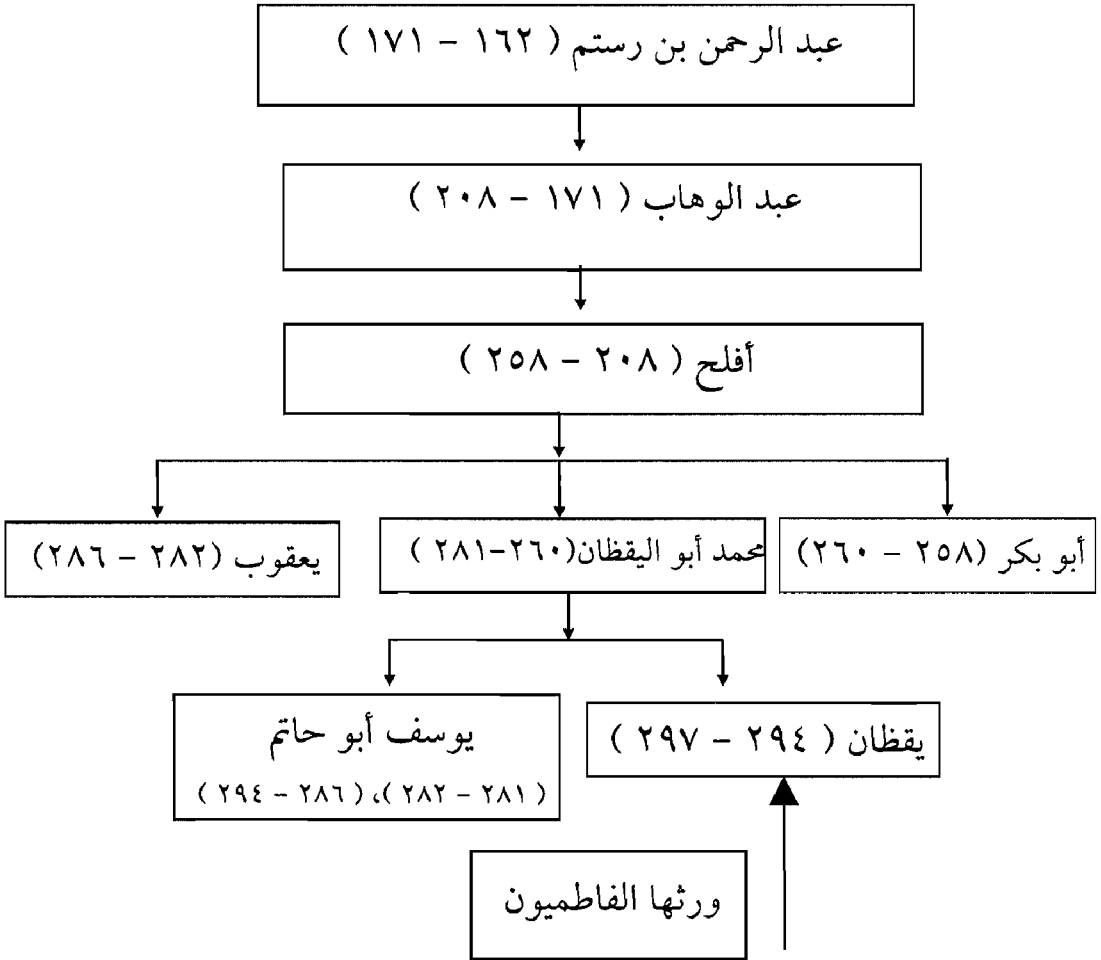 عبد الرحمن بن رستم ( ١٦٢ – ١٧١ )
عبد الوهاب ( ١٧١ – ٢٠٨ )
أفلح ( ٢٠٨ – ٢٥٨ )
أبو بكر (٢٥٨ – ٢٦٠)
محمد أبو اليقظان(٢٦٠-٢٨١ )
يعقوب (٢٨٢ – ٢٨٦)
يقظان ( ٢٩٤ – ٢٩٧ )
يوسف أبو حاتم
( ٢٨١ – ٢٨٢)، (٢٨٦ – ٢٩٤ )
ورثها الفاطميون